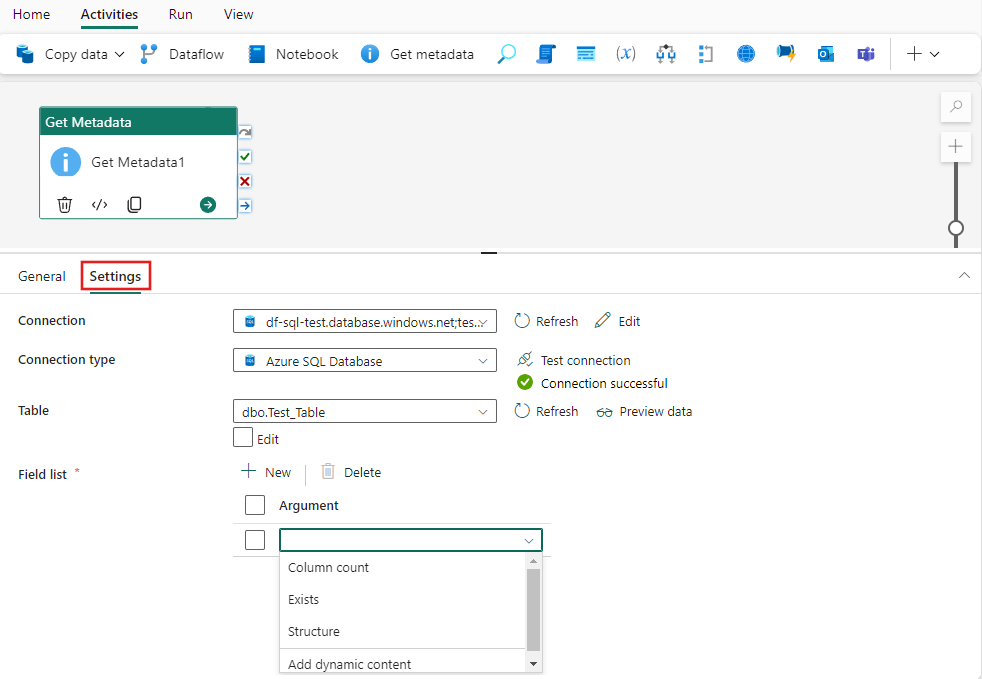 Home Activities Run View
Copy data Dataflow Notebook Get metadata (x)
Get Metadata
Get Metadata1
General Settings
Connection df-sql-test.database.windows.net;tes... Refresh Edit
Connection type Azure SQL Database Test connection
Connection successful
Table dbo.Test_Table Refresh Preview data
Edit
Field list * New Delete
Argument
Column count
Exists
Structure
Add dynamic content